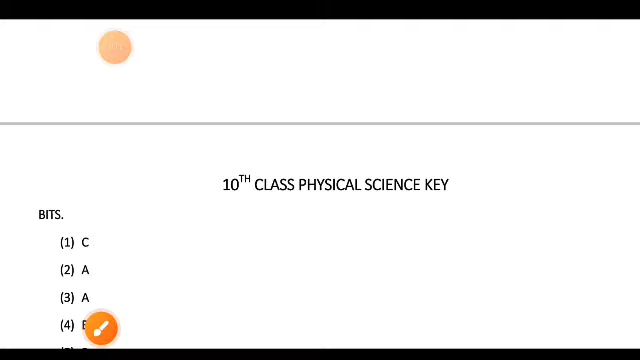 10TH CLASS PHYSICAL SCIENCE KEY
BITS.
(1) C
(2) A
(3) A
(4)